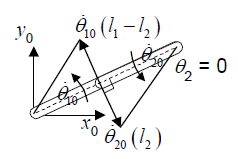 y₀
θ̇₁₀ (l₁ − l₂)
θ̇₂₀
θ₂ = 0
θ̇₁₀
x₀
θ̇₂₀ (l₂)